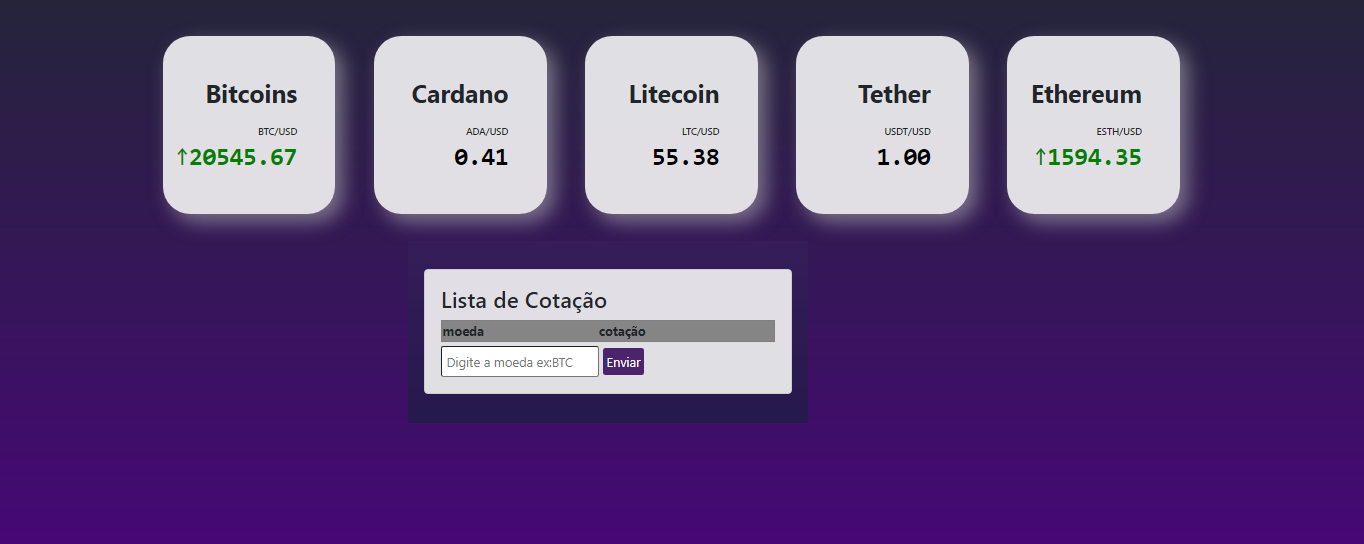 Bitcoins
BTC/USD
↑20545.67
Cardano
ADA/USD
0.41
Litecoin
LTC/USD
55.38
Tether
USDT/USD
1.00
Ethereum
ESTH/USD
↑1594.35
Lista de Cotação
moeda cotação
Digite a moeda ex:BTC Enviar